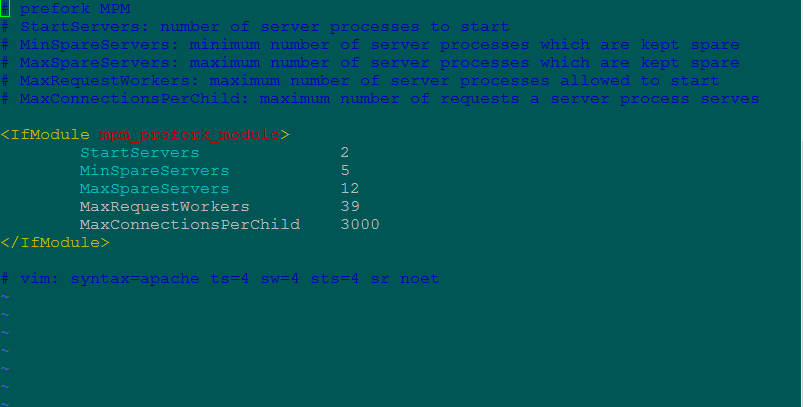 # prefork MPM
# StartServers: number of server processes to start
# MinSpareServers: minimum number of server processes which are kept spare
# MaxSpareServers: maximum number of server processes which are kept spare
# MaxRequestWorkers: maximum number of server processes allowed to start
# MaxConnectionsPerChild: maximum number of requests a server process serves
<IfModule mpm_prefork_module>
StartServers 2
MinSpareServers 5
MaxSpareServers 12
MaxRequestWorkers 39
MaxConnectionsPerChild 3000
</IfModule>
# vim: syntax=apache ts=4 sw=4 sts=4 sr noet
~
~
~
~
~
~
~